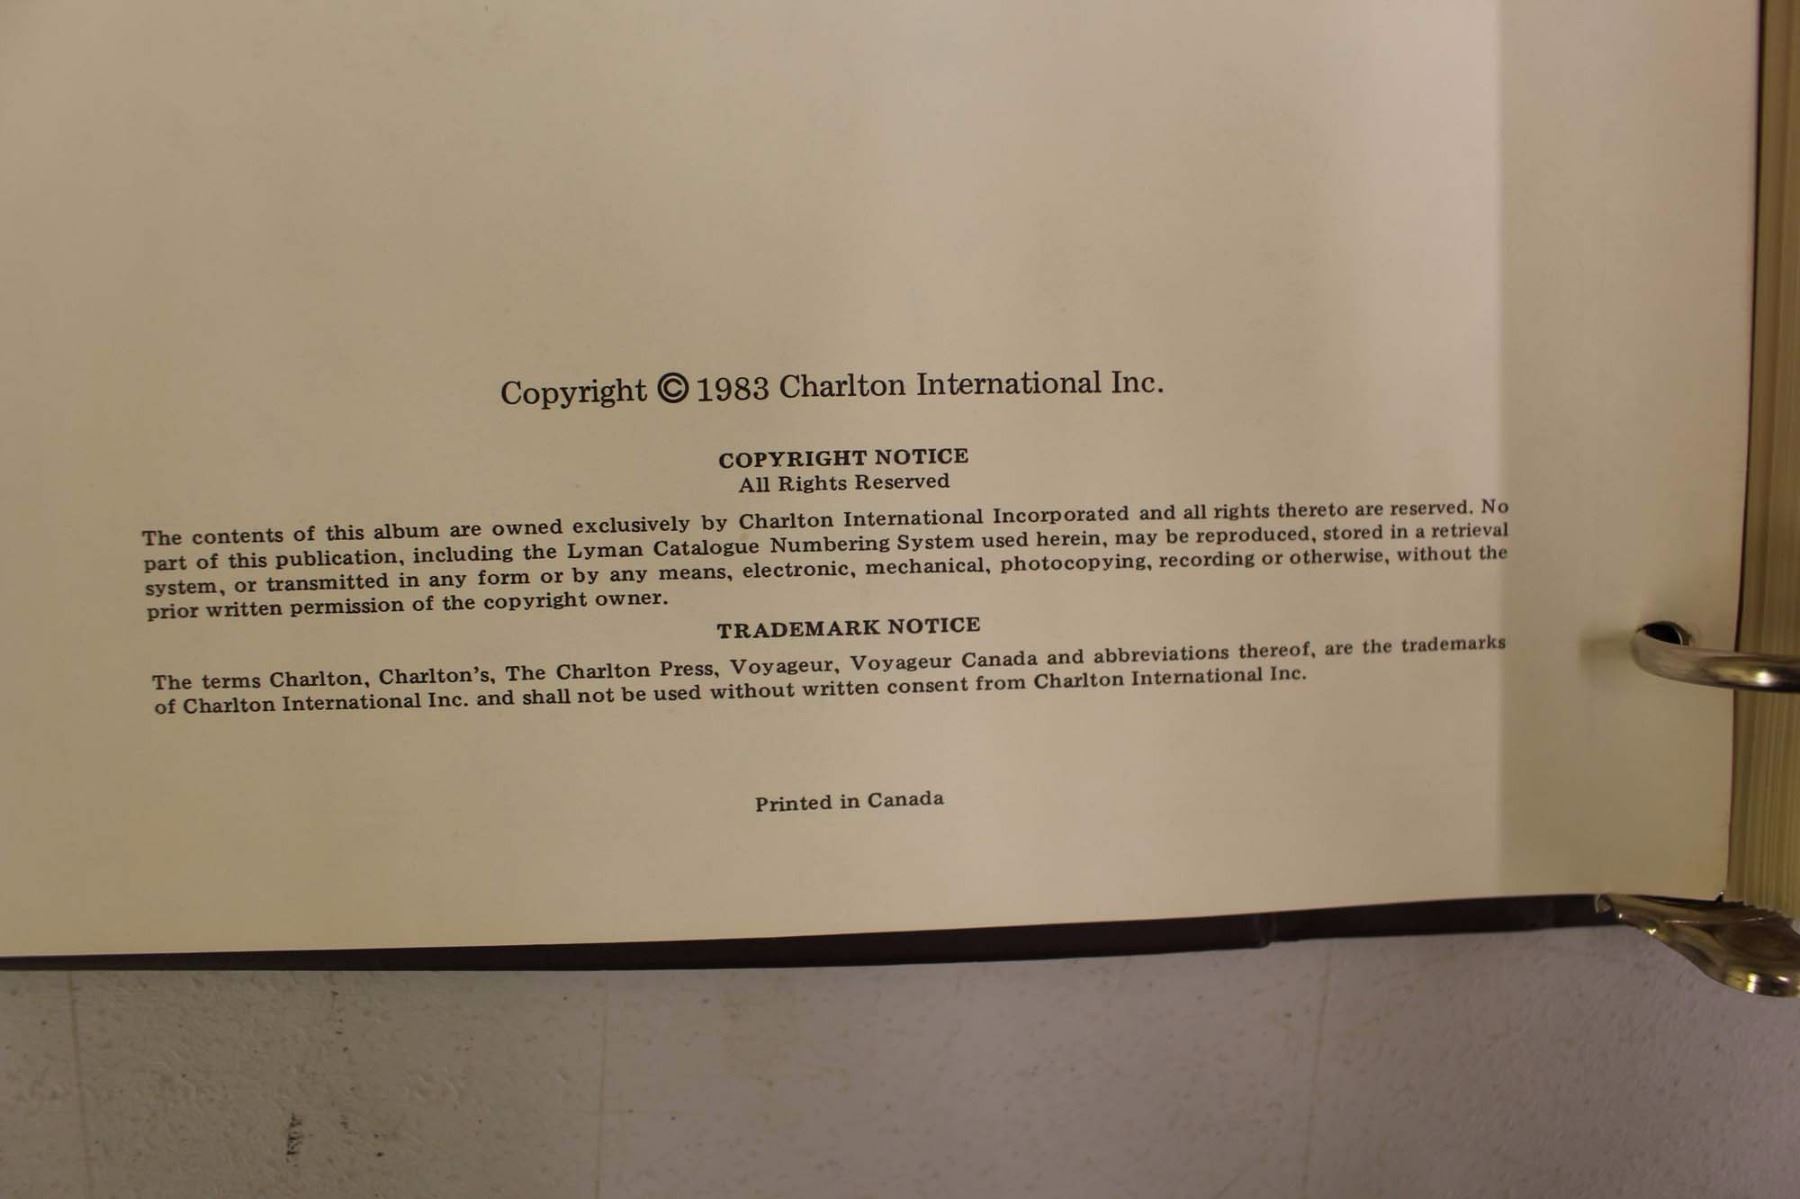 Copyright © 1983 Charlton International Inc.
COPYRIGHT NOTICE
All Rights Reserved
The contents of this album are owned exclusively by Charlton International Incorporated and all rights thereto are reserved. No
part of this publication, including the Lyman Catalogue Numbering System used herein, may be reproduced, stored in a retrieval
system, or transmitted in any form or by any means, electronic, mechanical, photocopying, recording or otherwise, without the
prior written permission of the copyright owner.
TRADEMARK NOTICE
The terms Charlton, Charlton's, The Charlton Press, Voyageur, Voyageur Canada and abbreviations thereof, are the trademarks
of Charlton International Inc. and shall not be used without written consent from Charlton International Inc.
Printed in Canada